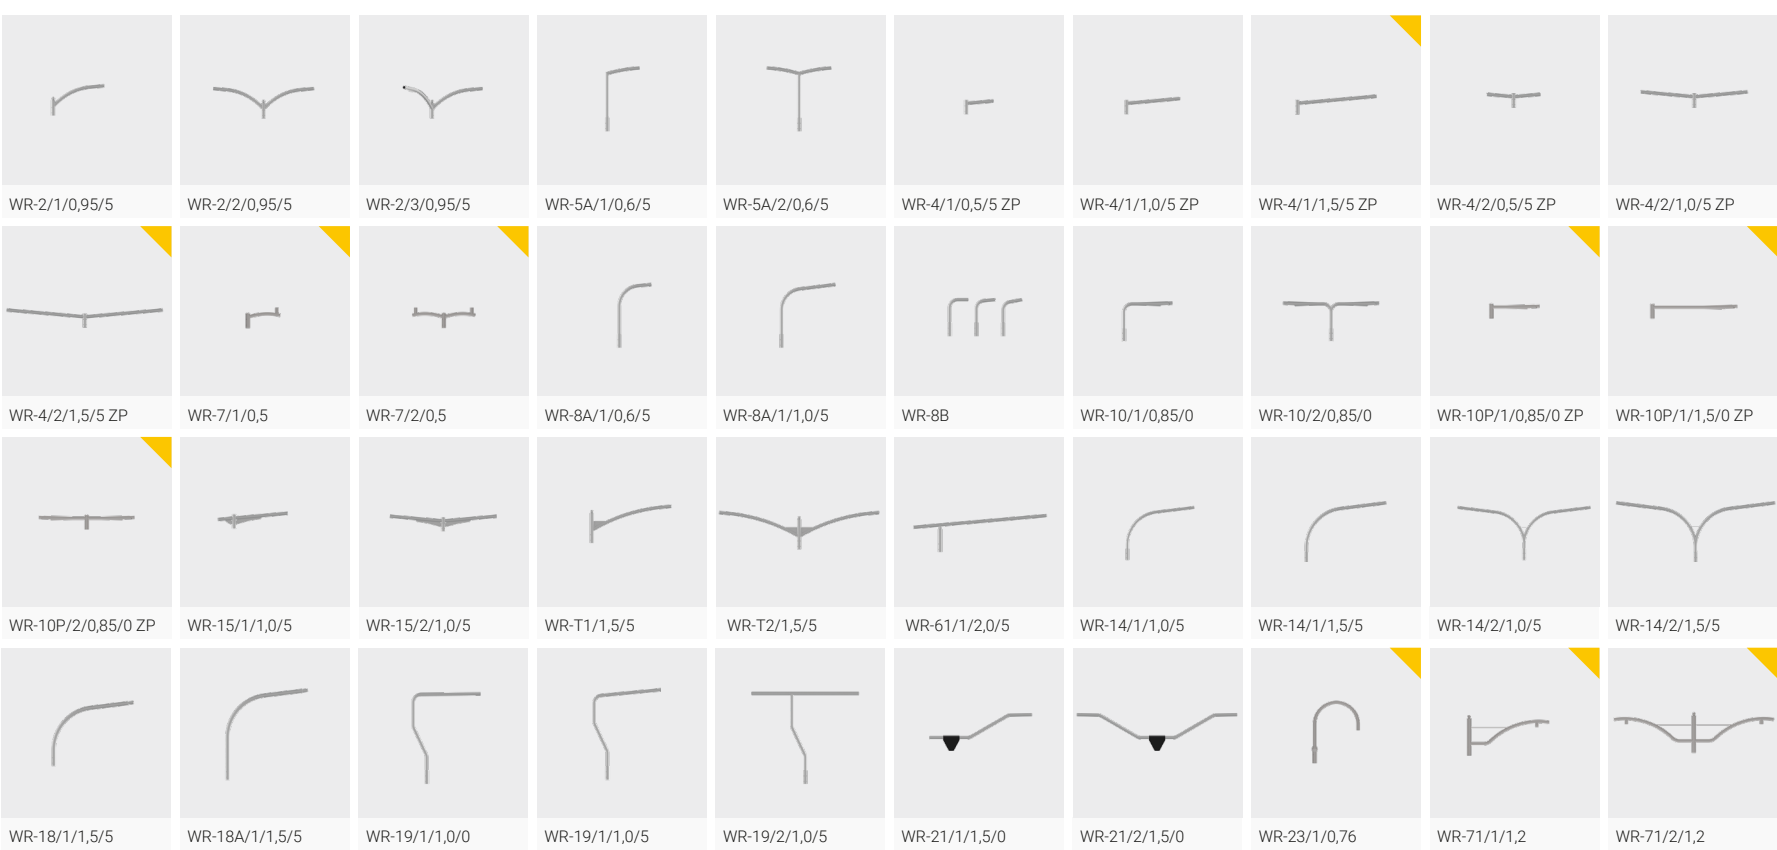 WR-2/1/0,95/5
WR-2/2/0,95/5
WR-2/3/0,95/5
WR-5A/1/0,6/5
WR-5A/2/0,6/5
WR-4/1/0,5/5 ZP
WR-4/1/1,0/5 ZP
WR-4/1/1,5/5 ZP
WR-4/2/0,5/5 ZP
WR-4/2/1,0/5 ZP
WR-4/2/1,5/5 ZP
WR-7/1/0,5
WR-7/2/0,5
WR-8A/1/0,6/5
WR-8A/1/1,0/5
WR-8B
WR-10/1/0,85/0
WR-10/2/0,85/0
WR-10P/1/0,85/0 ZP
WR-10P/1/1,5/0 ZP
WR-10P/2/0,85/0 ZP
WR-15/1/1,0/5
WR-15/2/1,0/5
WR-T1/1,5/5
WR-T2/1,5/5
WR-61/1/2,0/5
WR-14/1/1,0/5
WR-14/1/1,5/5
WR-14/2/1,0/5
WR-14/2/1,5/5
WR-18/1/1,5/5
WR-18A/1/1,5/5
WR-19/1/1,0/0
WR-19/1/1,0/5
WR-19/2/1,0/5
WR-21/1/1,5/0
WR-21/2/1,5/0
WR-23/1/0,76
WR-71/1/1,2
WR-71/2/1,2